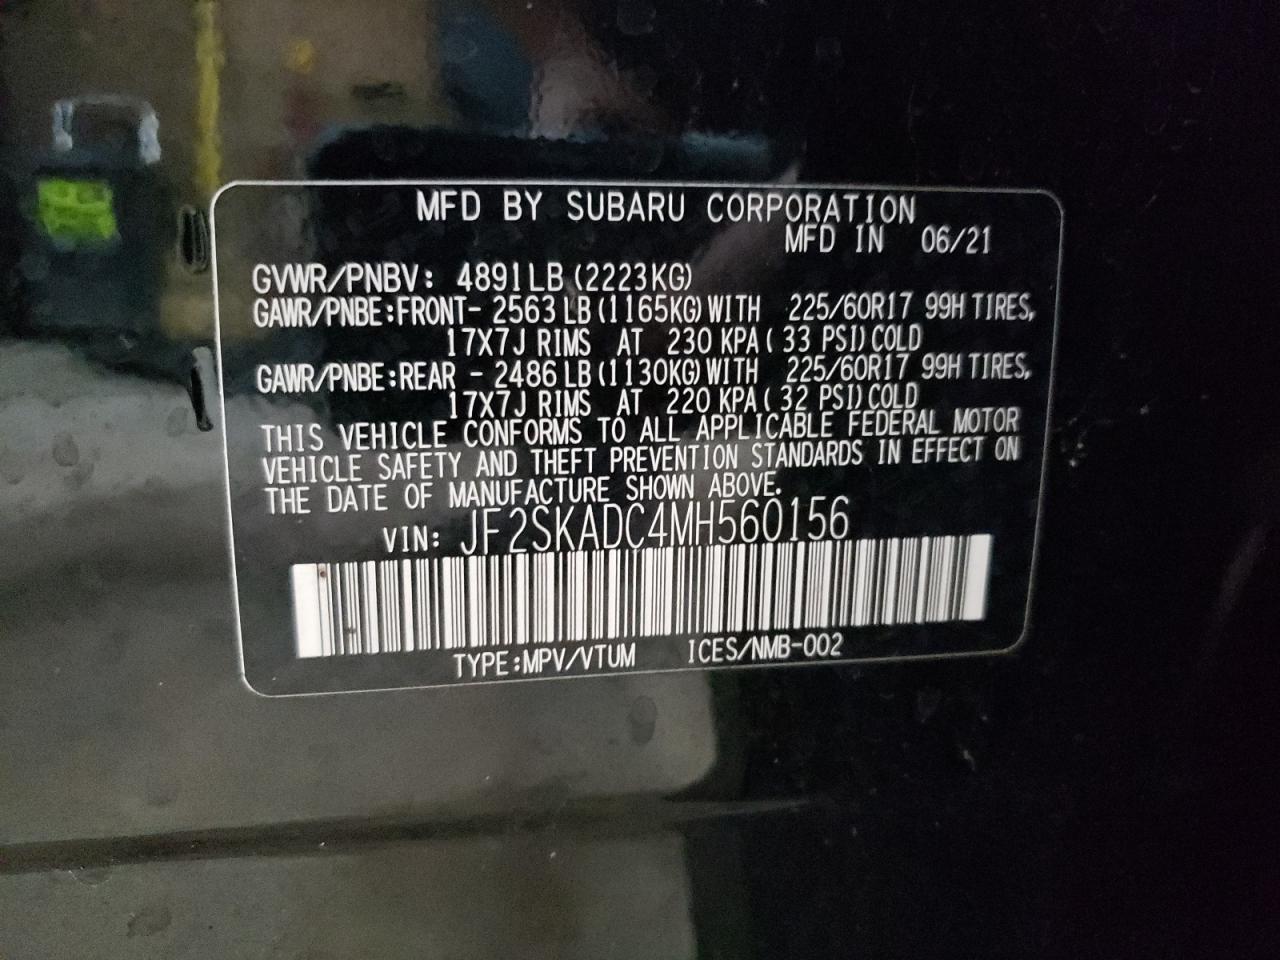 MFD BY SUBARU CORPORATION
MFD IN 06/21
GVWR/PNBV: 4891LB (2223KG)
GAWR/PNBE:FRONT- 2563LB (1165KG) WITH 225/60R17 99H TIRES,
17X7J RIMS AT 230 KPA ( 33 PSI) COLD
GAWR/PNBE:REAR - 2486LB (1130KG) WITH 225/60R17 99H TIRES,
17X7J RIMS AT 220 KPA ( 32 PSI) COLD
THIS VEHICLE CONFORMS TO ALL APPLICABLE FEDERAL MOTOR
VEHICLE SAFETY AND THEFT PREVENTION STANDARDS IN EFFECT ON
THE DATE OF MANUFACTURE SHOWN ABOVE.
VIN: JF2SKADC4MH560156
TYPE:MPV/VTUM ICES/NMB-002